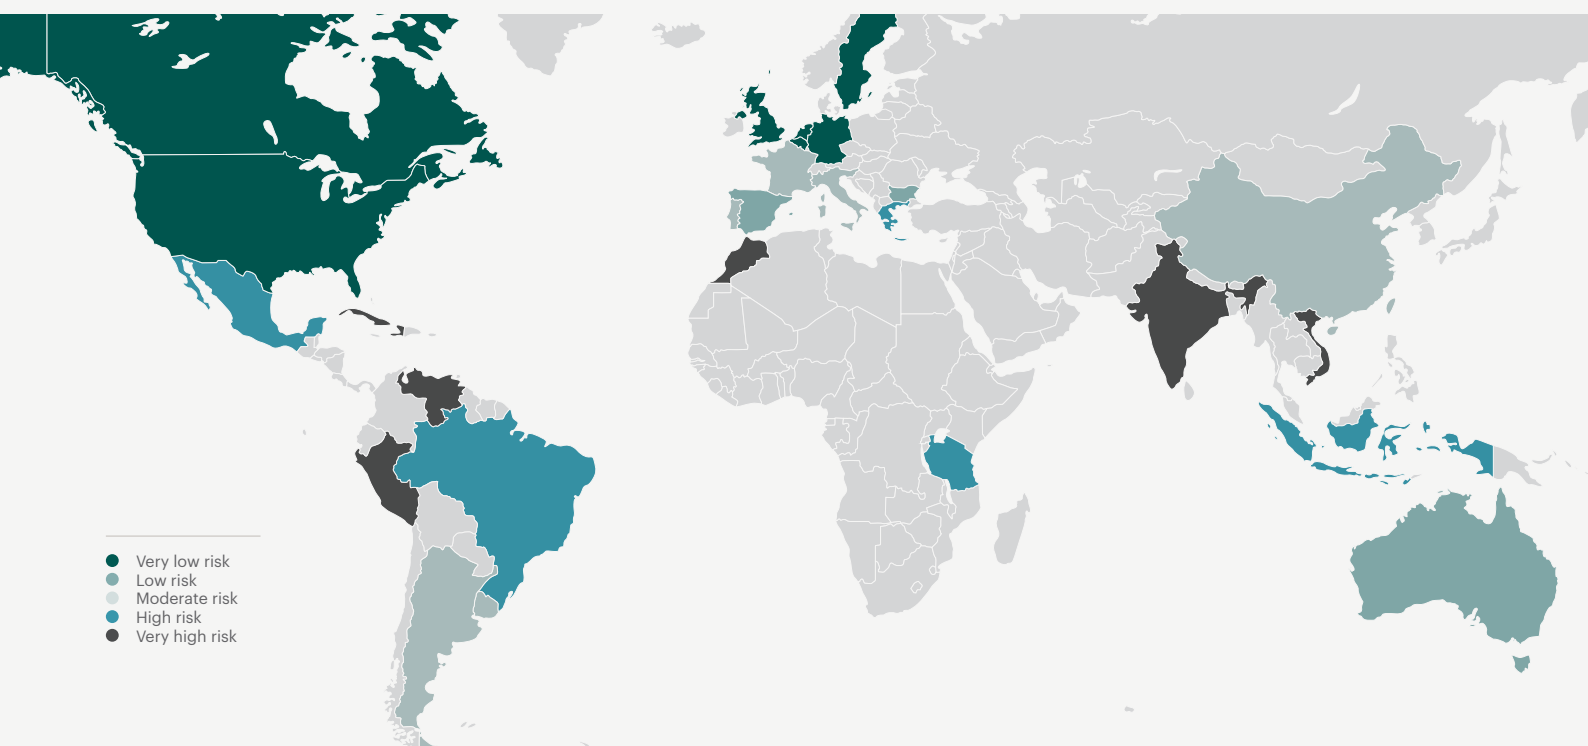 Very low risk
Low risk
Moderate risk
High risk
Very high risk